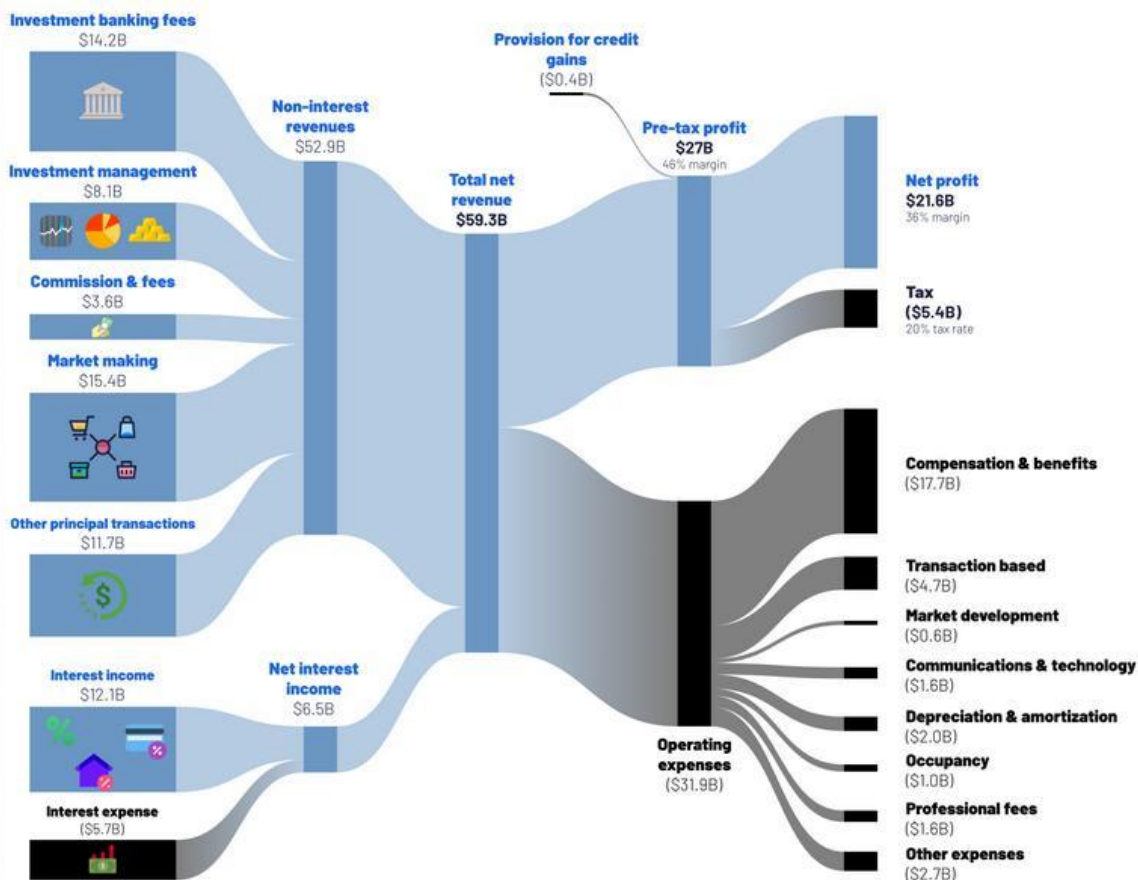 Investment banking fees
$14.2B
Investment management
$8.1B
Commission & fees
$3.6B
Market making
$15.4B
Other principal transactions
$11.7B
Interest income
$12.1B
Interest expense
($5.7B)
Non-interest
revenues
$52.9B
Net interest
income
$6.5B
Total net
revenue
$59.3B
Provision for credit
gains
($0.4B)
Pre-tax profit
$27B
46% margin
Operating
expenses
($31.9B)
Net profit
$21.6B
36% margin
Tax
($5.4B)
20% tax rate
Compensation & benefits
($17.7B)
Transaction based
($4.7B)
Market development
($0.6B)
Communications & technology
($1.6B)
Depreciation & amortization
($2.0B)
Occupancy
($1.0B)
Professional fees
($1.6B)
Other expenses
($2.7B)